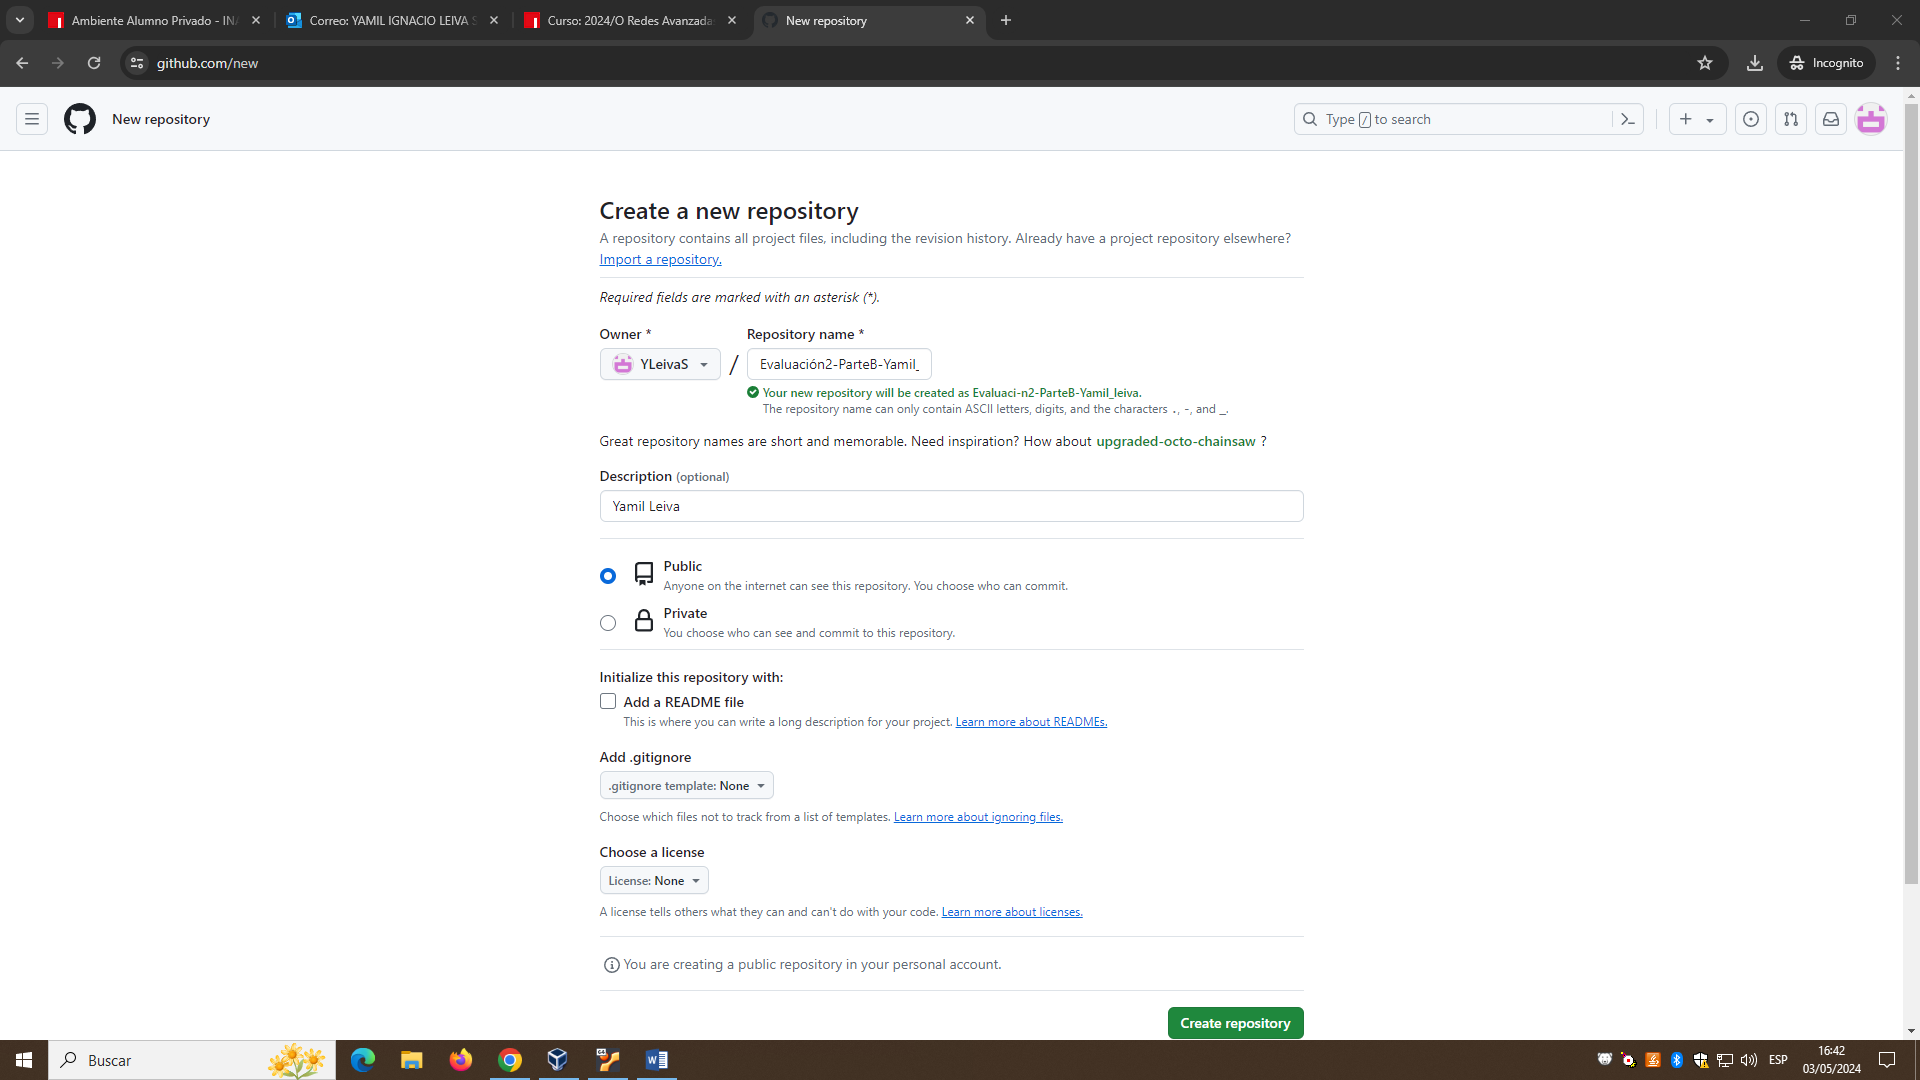 Ambiente Alumno Privado - IN
Correo: YAMIL IGNACIO LEIVA S
Curso: 2024/O Redes Avanzadas
New repository
github.com/new
Incognito
New repository
Type / to search
Create a new repository
A repository contains all project files, including the revision history. Already have a project repository elsewhere?
Import a repository.
Required fields are marked with an asterisk (*).
Owner *
Repository name *
YLeivaS
/
Evaluación2-ParteB-Yamil_
Your new repository will be created as Evaluaci-n2-ParteB-Yamil_leiva.
The repository name can only contain ASCII letters, digits, and the characters ., -, and _.
Great repository names are short and memorable. Need inspiration? How about upgraded-octo-chainsaw ?
Description (optional)
Yamil Leiva
Public
Anyone on the internet can see this repository. You choose who can commit.
Private
You choose who can see and commit to this repository.
Initialize this repository with:
Add a README file
This is where you can write a long description for your project. Learn more about READMEs.
Add .gitignore
.gitignore template: None
Choose which files not to track from a list of templates. Learn more about ignoring files.
Choose a license
License: None
A license tells others what they can and can't do with your code. Learn more about licenses.
You are creating a public repository in your personal account.
Create repository
Buscar
ESP
16:42
03/05/2024